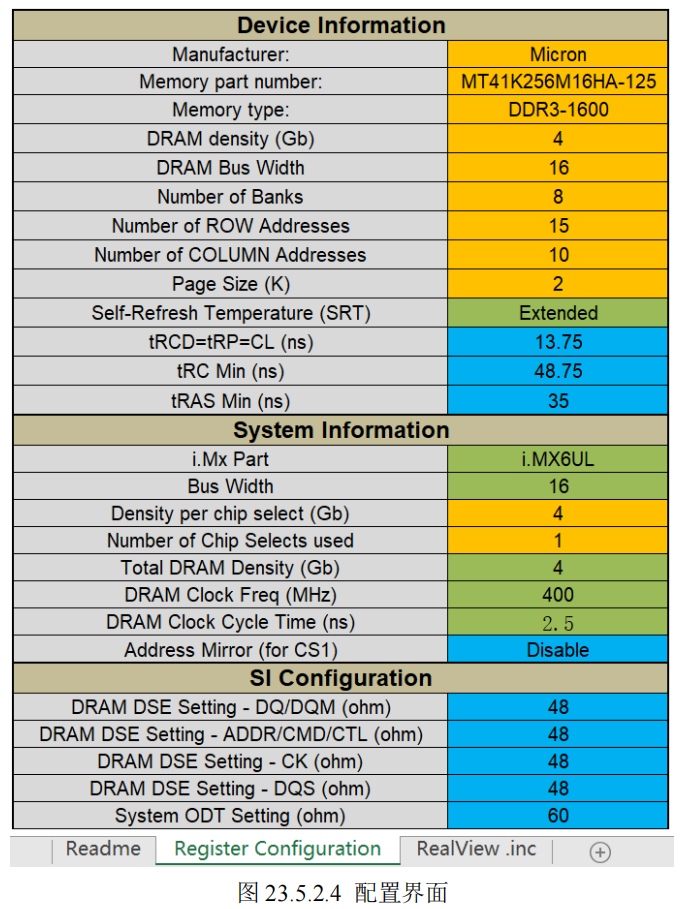 Device Information
Manufacturer: Micron
Memory part number: MT41K256M16HA-125
Memory type: DDR3-1600
DRAM density (Gb) 4
DRAM Bus Width 16
Number of Banks 8
Number of ROW Addresses 15
Number of COLUMN Addresses 10
Page Size (K) 2
Self-Refresh Temperature (SRT) Extended
tRCD=tRP=CL (ns) 13.75
tRC Min (ns) 48.75
tRAS Min (ns) 35
System Information
i.Mx Part i.MX6UL
Bus Width 16
Density per chip select (Gb) 4
Number of Chip Selects used 1
Total DRAM Density (Gb) 4
DRAM Clock Freq (MHz) 400
DRAM Clock Cycle Time (ns) 2.5
Address Mirror (for CS1) Disable
SI Configuration
DRAM DSE Setting - DQ/DQM (ohm) 48
DRAM DSE Setting - ADDR/CMD/CTL (ohm) 48
DRAM DSE Setting - CK (ohm) 48
DRAM DSE Setting - DQS (ohm) 48
System ODT Setting (ohm) 60
Readme Register Configuration RealView .inc
图 23.5.2.4 配置界面